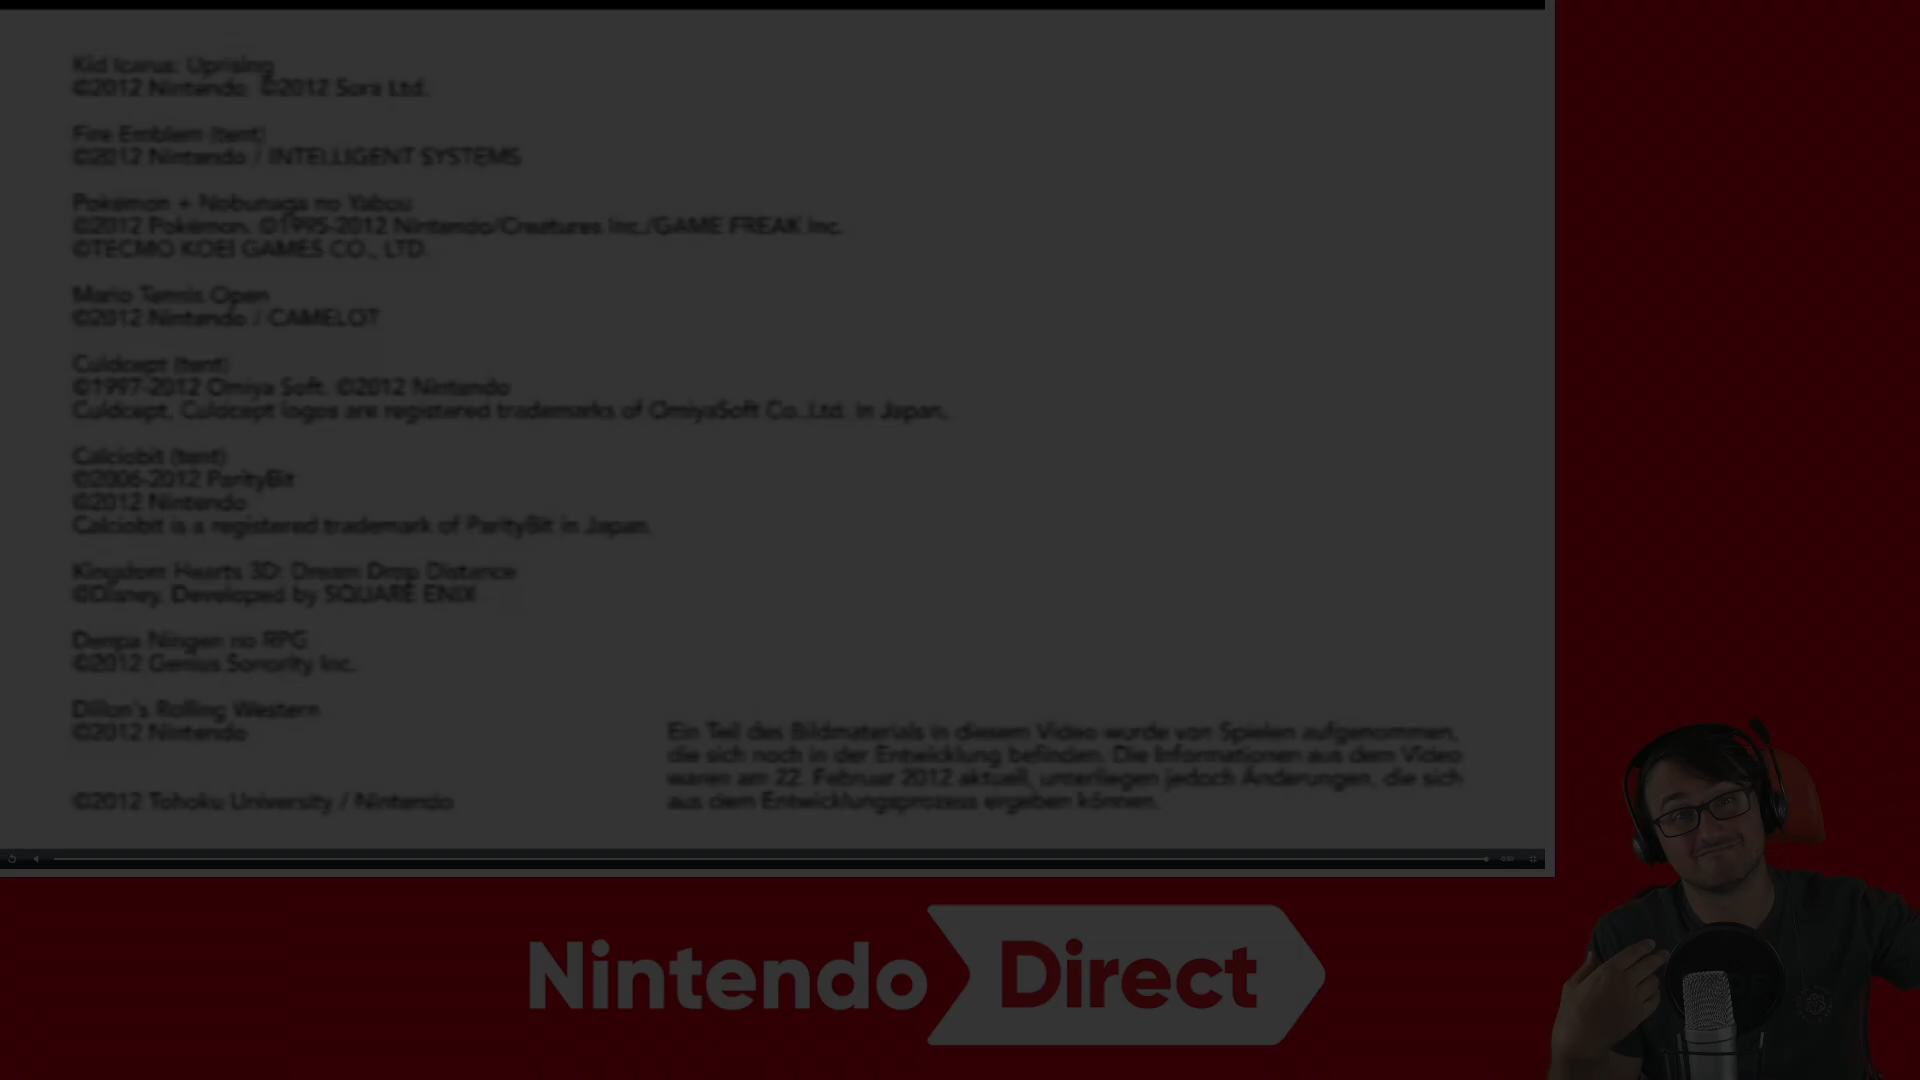 Kid Icarus: Uprising
©2012 Nintendo ©2012 Sora Ltd.
Fire Emblem (tent)
©2012 Nintendo / INTELLIGENT SYSTEMS
Pokémon + Nobunaga no Yabou
©2012 Pokémon. ©1995-2012 Nintendo/Creatures Inc./GAME FREAK Inc.
©TECMO KOEI GAMES CO., LTD.
Mario Tennis Open
©2012 Nintendo / CAMELOT
Culdcept (tent)
©1997-2012 Omiya Soft. ©2012 Nintendo
Culdcept, Culdcept logos are registered trademarks of OmiyaSoft Co.,Ltd. in Japan.
Calciobit (tent)
©2006-2012 ParityBit
©2012 Nintendo
Calciobit is a registered trademark of ParityBit in Japan.
Kingdom Hearts 3D: Dream Drop Distance
©Disney. Developed by SQUARE ENIX
Denpa Ningen no RPG
©2012 Genius Sonority Inc.
Dillon's Rolling Western
©2012 Nintendo
©2012 Tohoku University / Nintendo
Ein Teil des Bildmaterials in diesem Video wurde von Spielen aufgenommen,
die sich noch in der Entwicklung befinden. Die Informationen aus dem Video
waren am 22. Februar 2012 aktuell, unterliegen jedoch Änderungen, die sich
aus dem Entwicklungsprozess ergeben können.
Nintendo Direct